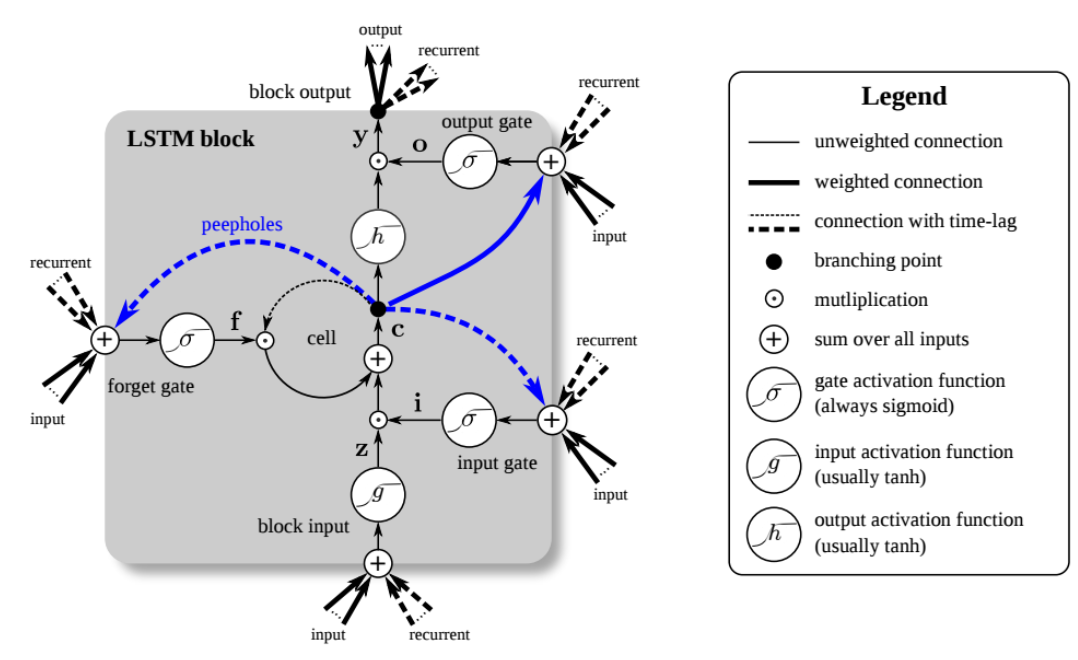 output
recurrent
block output
LSTM block
y
o
output gate
σ
recurrent
input
h
peepholes
recurrent
f
σ
forget gate
input
cell
c
recurrent
i
σ
input gate
input
z
g
block input
input
recurrent
Legend
unweighted connection
weighted connection
connection with time-lag
branching point
mutliplication
sum over all inputs
σ
gate activation function
(always sigmoid)
g
input activation function
(usually tanh)
h
output activation function
(usually tanh)